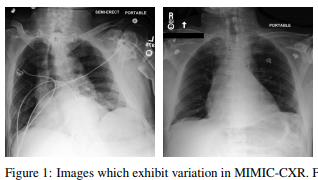 SEMI-ERECT PORTABLE
PORTABLE
R
L
Figure 1: Images which exhibit variation in MIMIC-CXR. F